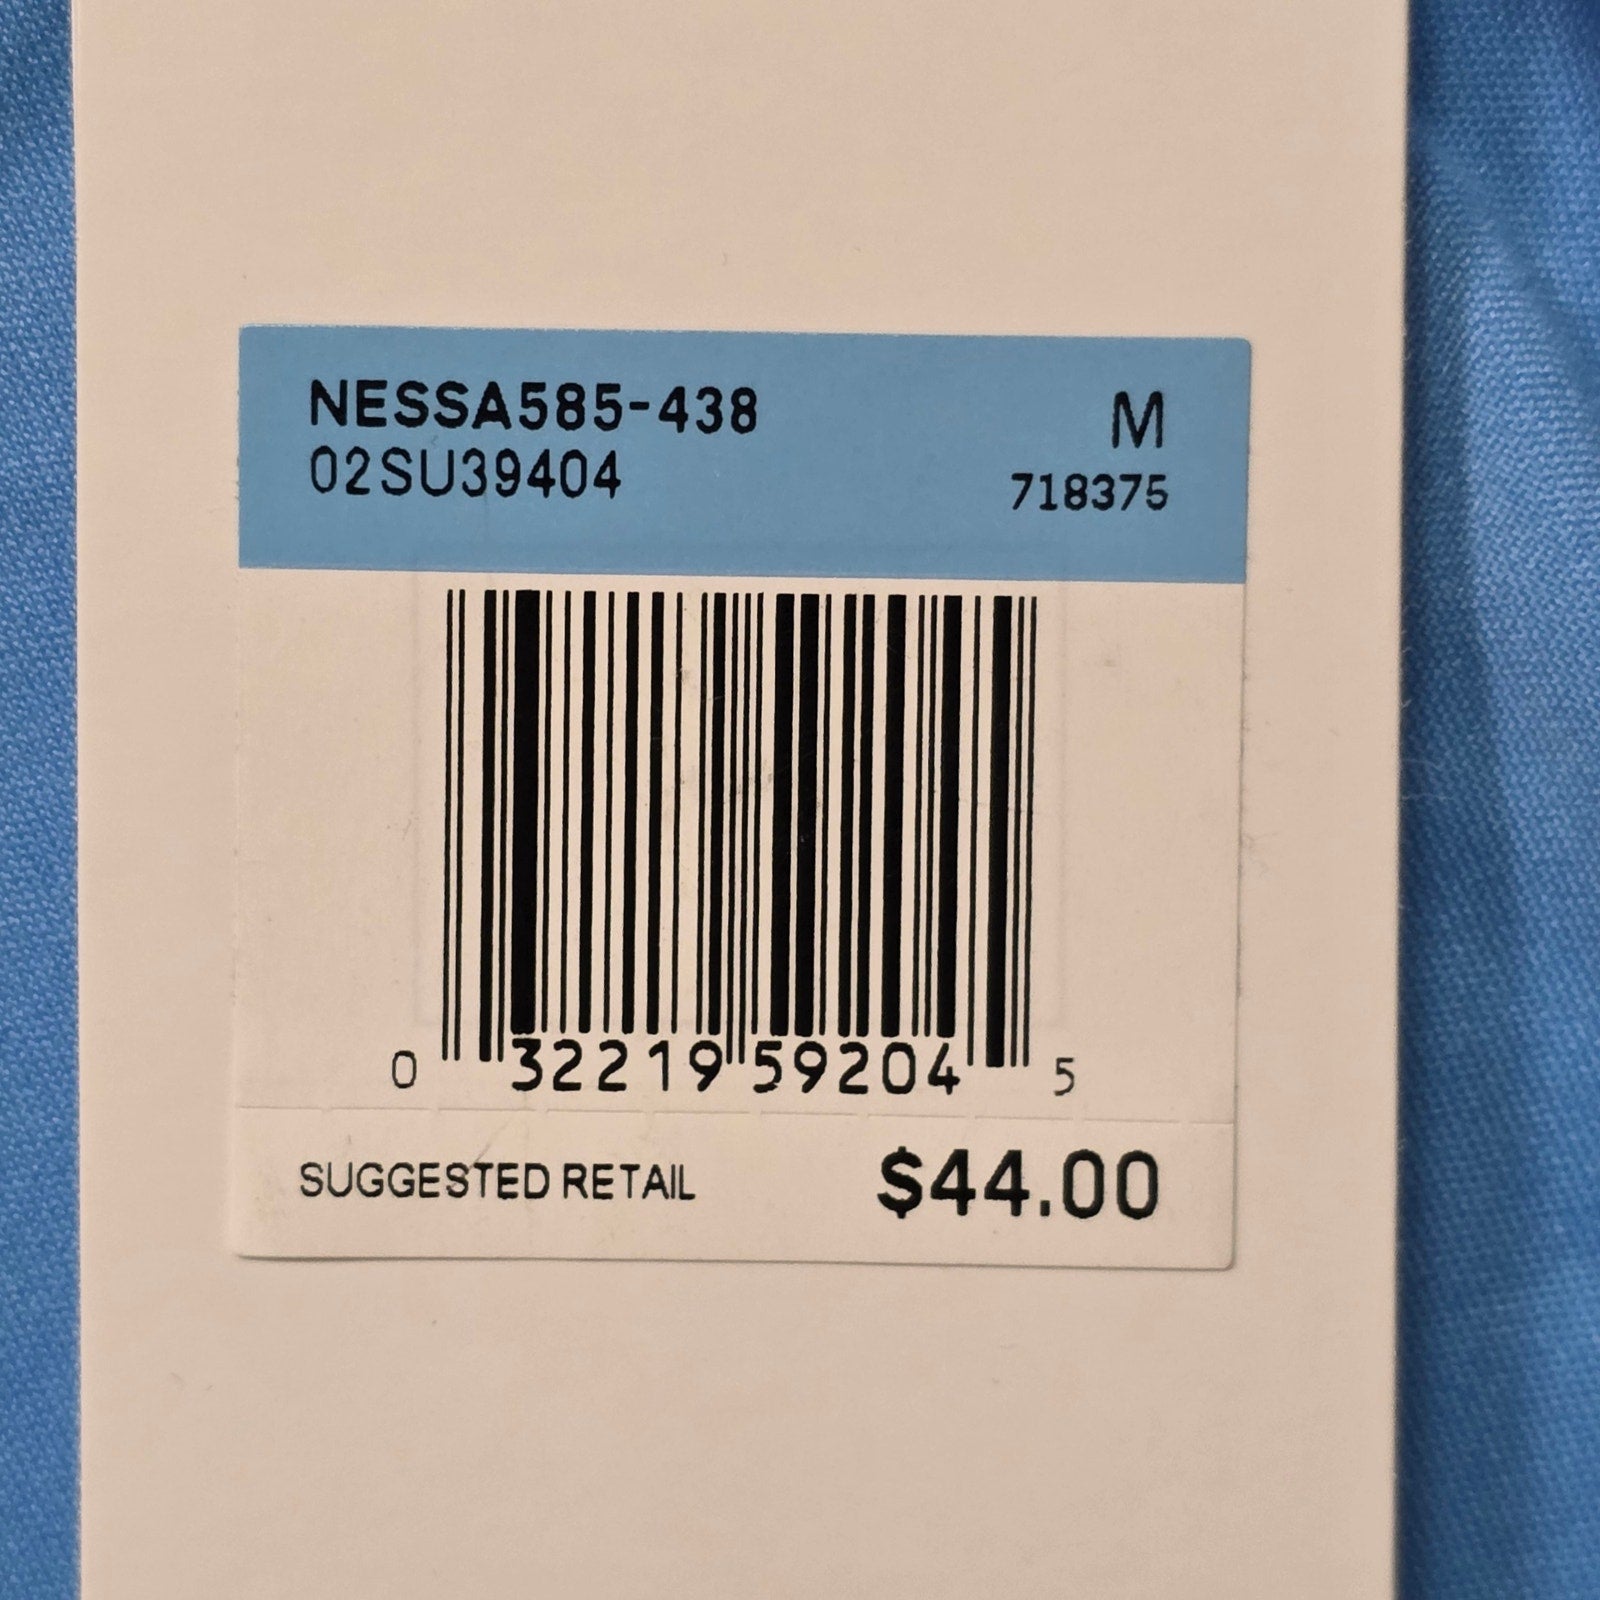 NESSA585-438 M
02SU39404 718375
0 32219 59204 5
SUGGESTED RETAIL $44.00